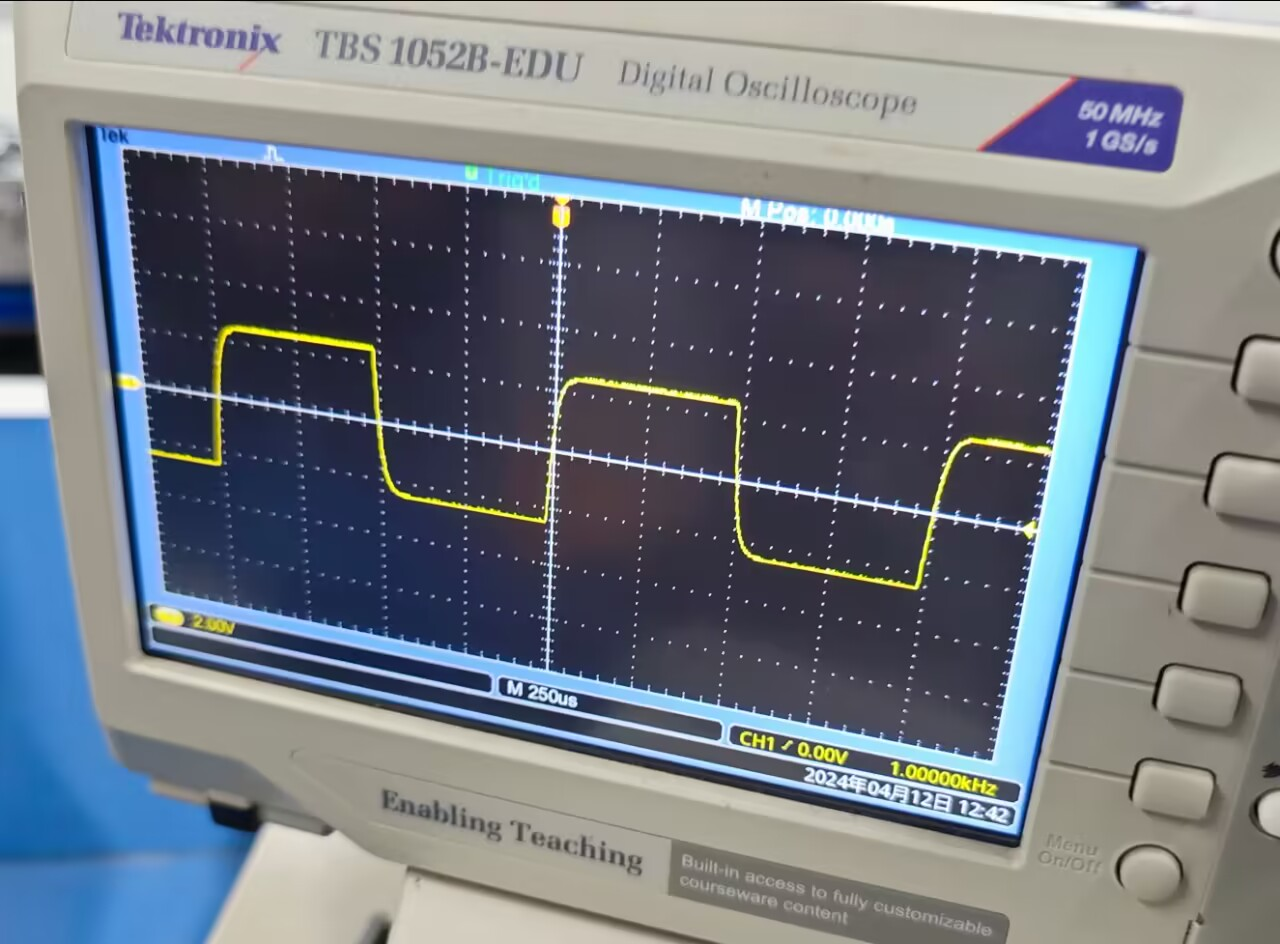 Tektronix TBS 1052B-EDU Digital Oscilloscope
50 MHz
1 GS/s
Tek
Trig'd
M Pos: 0.000s
2.00V
M 250us
CH1 0.00V
1.00000kHz
2024年04月12日 12:42
Enabling Teaching
Built-in access to fully customizable
courseware content
Menu
On/Off